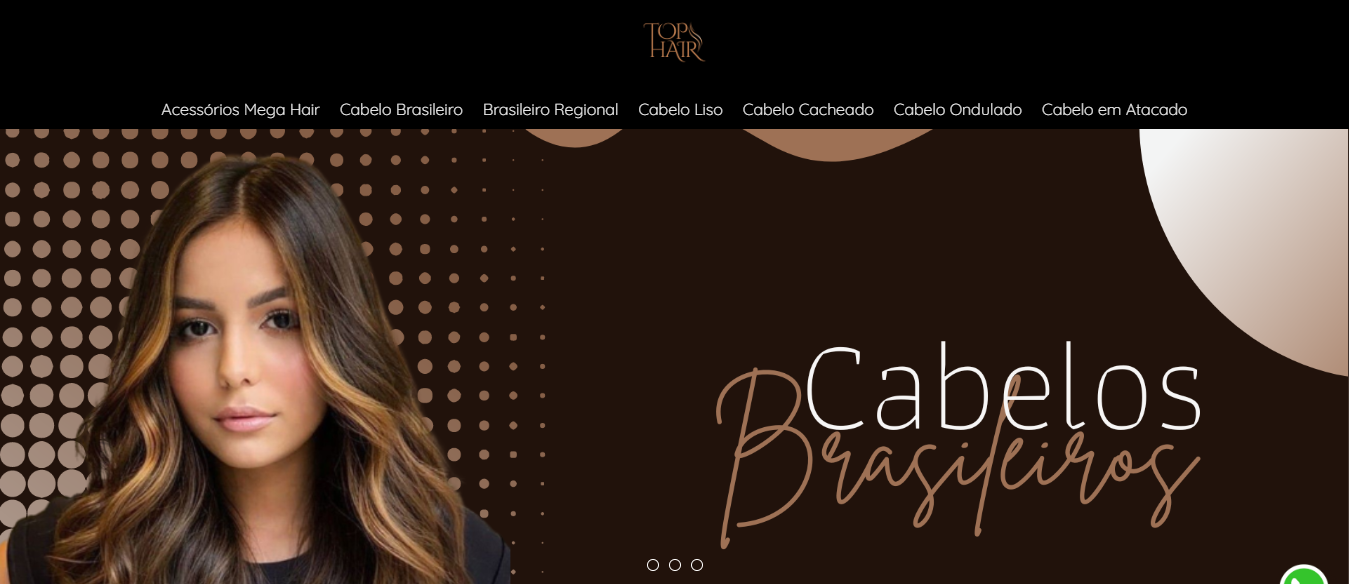 TOP
HAIR
Acessórios Mega Hair Cabelo Brasileiro Brasileiro Regional Cabelo Liso Cabelo Cacheado Cabelo Ondulado Cabelo em Atacado
Cabelos
Brasileiros